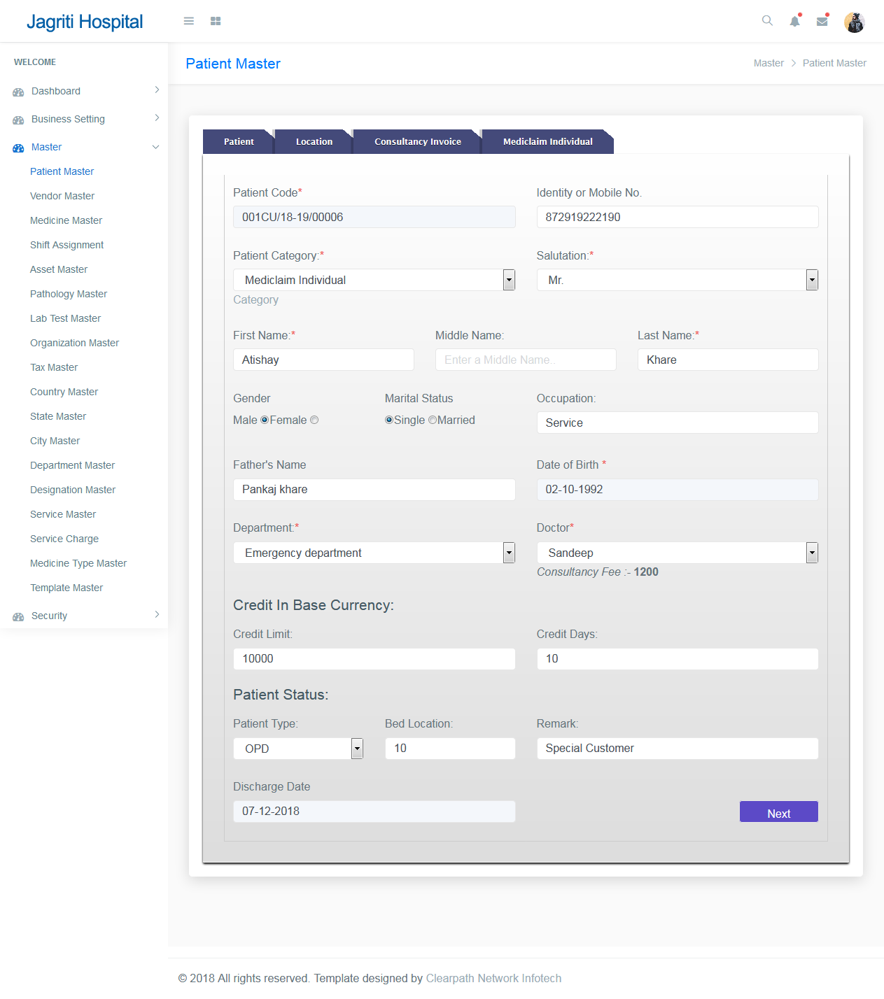 Jagriti Hospital
WELCOME
Dashboard
Business Setting
Master
Patient Master
Vendor Master
Medicine Master
Shift Assignment
Asset Master
Pathology Master
Lab Test Master
Organization Master
Tax Master
Country Master
State Master
City Master
Department Master
Designation Master
Service Master
Service Charge
Medicine Type Master
Template Master
Security
Patient Master
Master > Patient Master
Patient Location Consultancy Invoice Mediclaim Individual
Patient Code* Identity or Mobile No.
001CU/18-19/00006 872919222190
Patient Category:* Salutation:*
Mediclaim Individual Mr.
Category
First Name:* Middle Name: Last Name:*
Atishay Enter a Middle Name.. Khare
Gender Marital Status Occupation:
Male Female Single Married Service
Father's Name Date of Birth *
Pankaj khare 02-10-1992
Department:* Doctor*
Emergency department Sandeep
Consultancy Fee :- 1200
Credit In Base Currency:
Credit Limit: Credit Days:
10000 10
Patient Status:
Patient Type: Bed Location: Remark:
OPD 10 Special Customer
Discharge Date
07-12-2018 Next
© 2018 All rights reserved. Template designed by Clearpath Network Infotech